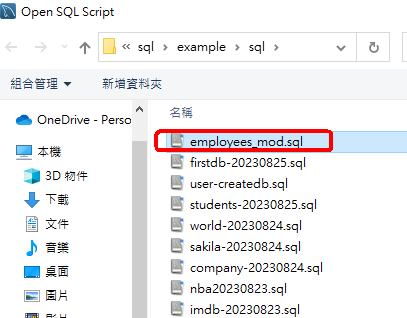 Open SQL Script
« sql › example › sql ›
組合管理 新增資料夾
名稱
OneDrive - Perso
本機
3D 物件
下載
文件
音樂
桌面
圖片
影片
employees_mod.sql
firstdb-20230825.sql
user-createdb.sql
students-20230825.sql
world-20230824.sql
sakila-20230824.sql
company-20230824.sql
nba20230823.sql
imdb-20230823.sql